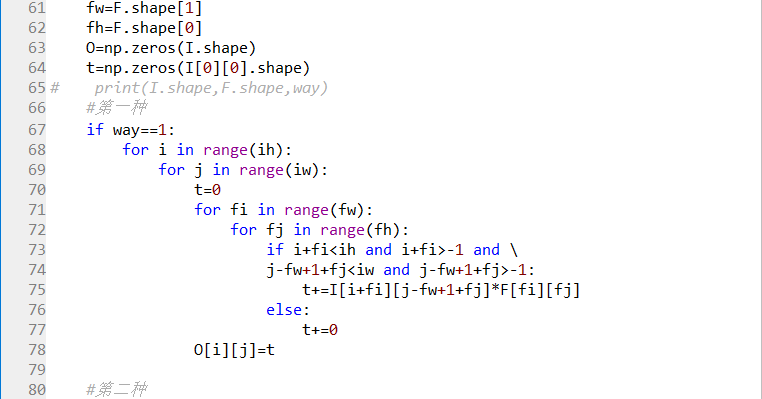 61    fw=F.shape[1]
62    fh=F.shape[0]
63    O=np.zeros(I.shape)
64    t=np.zeros(I[0][0].shape)
65#    print(I.shape,F.shape,way)
66    #第一种
67    if way==1:
68        for i in range(ih):
69            for j in range(iw):
70                t=0
71                for fi in range(fw):
72                    for fj in range(fh):
73                        if i+fi<ih and i+fi>-1 and \
74                        j-fw+1+fj<iw and j-fw+1+fj>-1:
75                            t+=I[i+fi][j-fw+1+fj]*F[fi][fj]
76                        else:
77                            t+=0
78                O[i][j]=t
79
80    #第二种